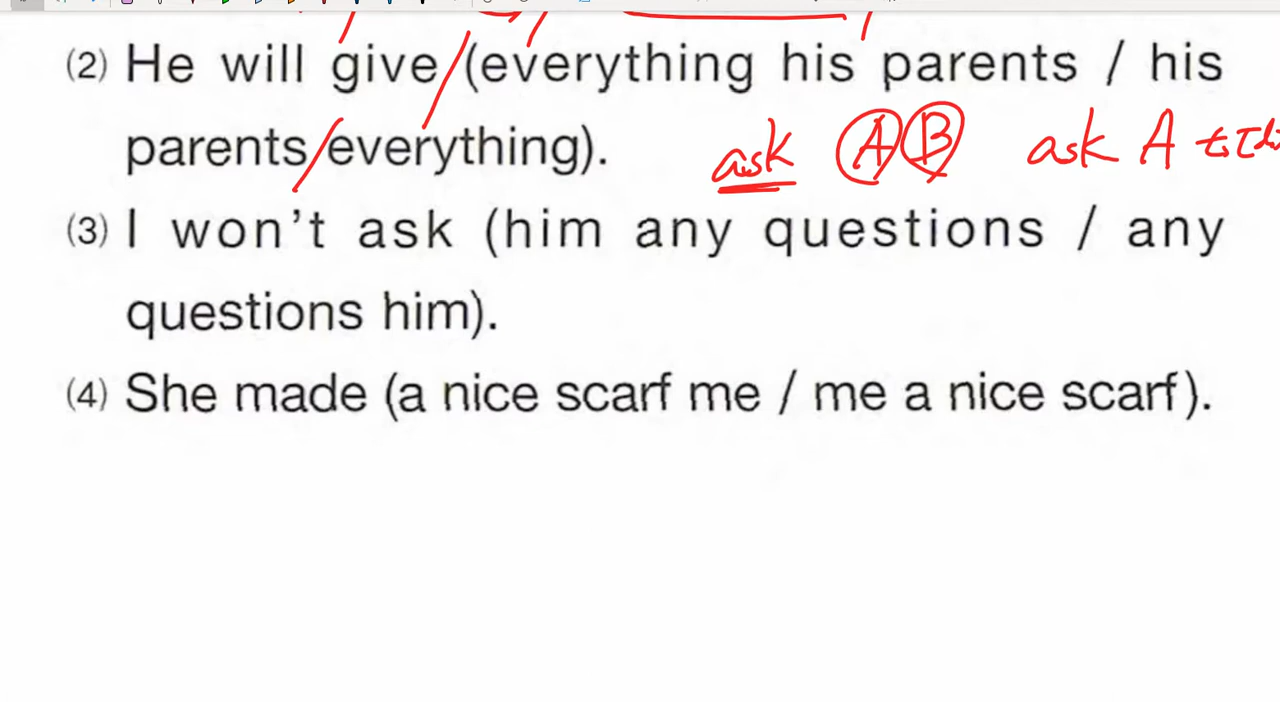 (2) He will give (everything his parents / his
parents/everything).
ask A B ask A to
(3) I won't ask (him any questions / any
questions him).
(4) She made (a nice scarf me / me a nice scarf).